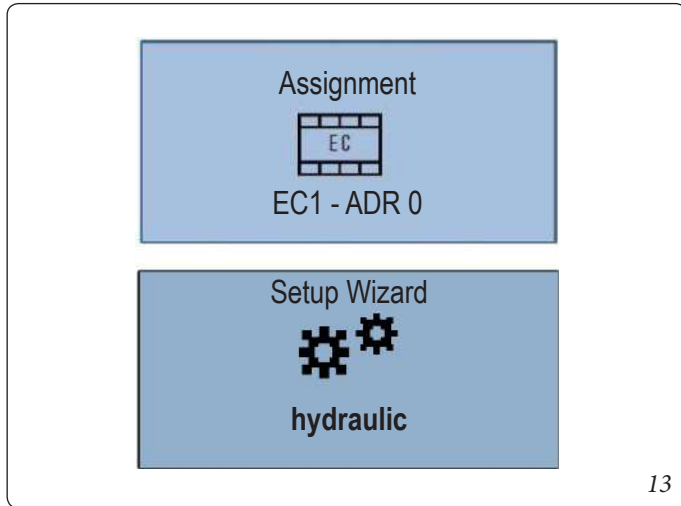 Assignment
EC
EC1 - ADR 0
Setup Wizard
hydraulic
13